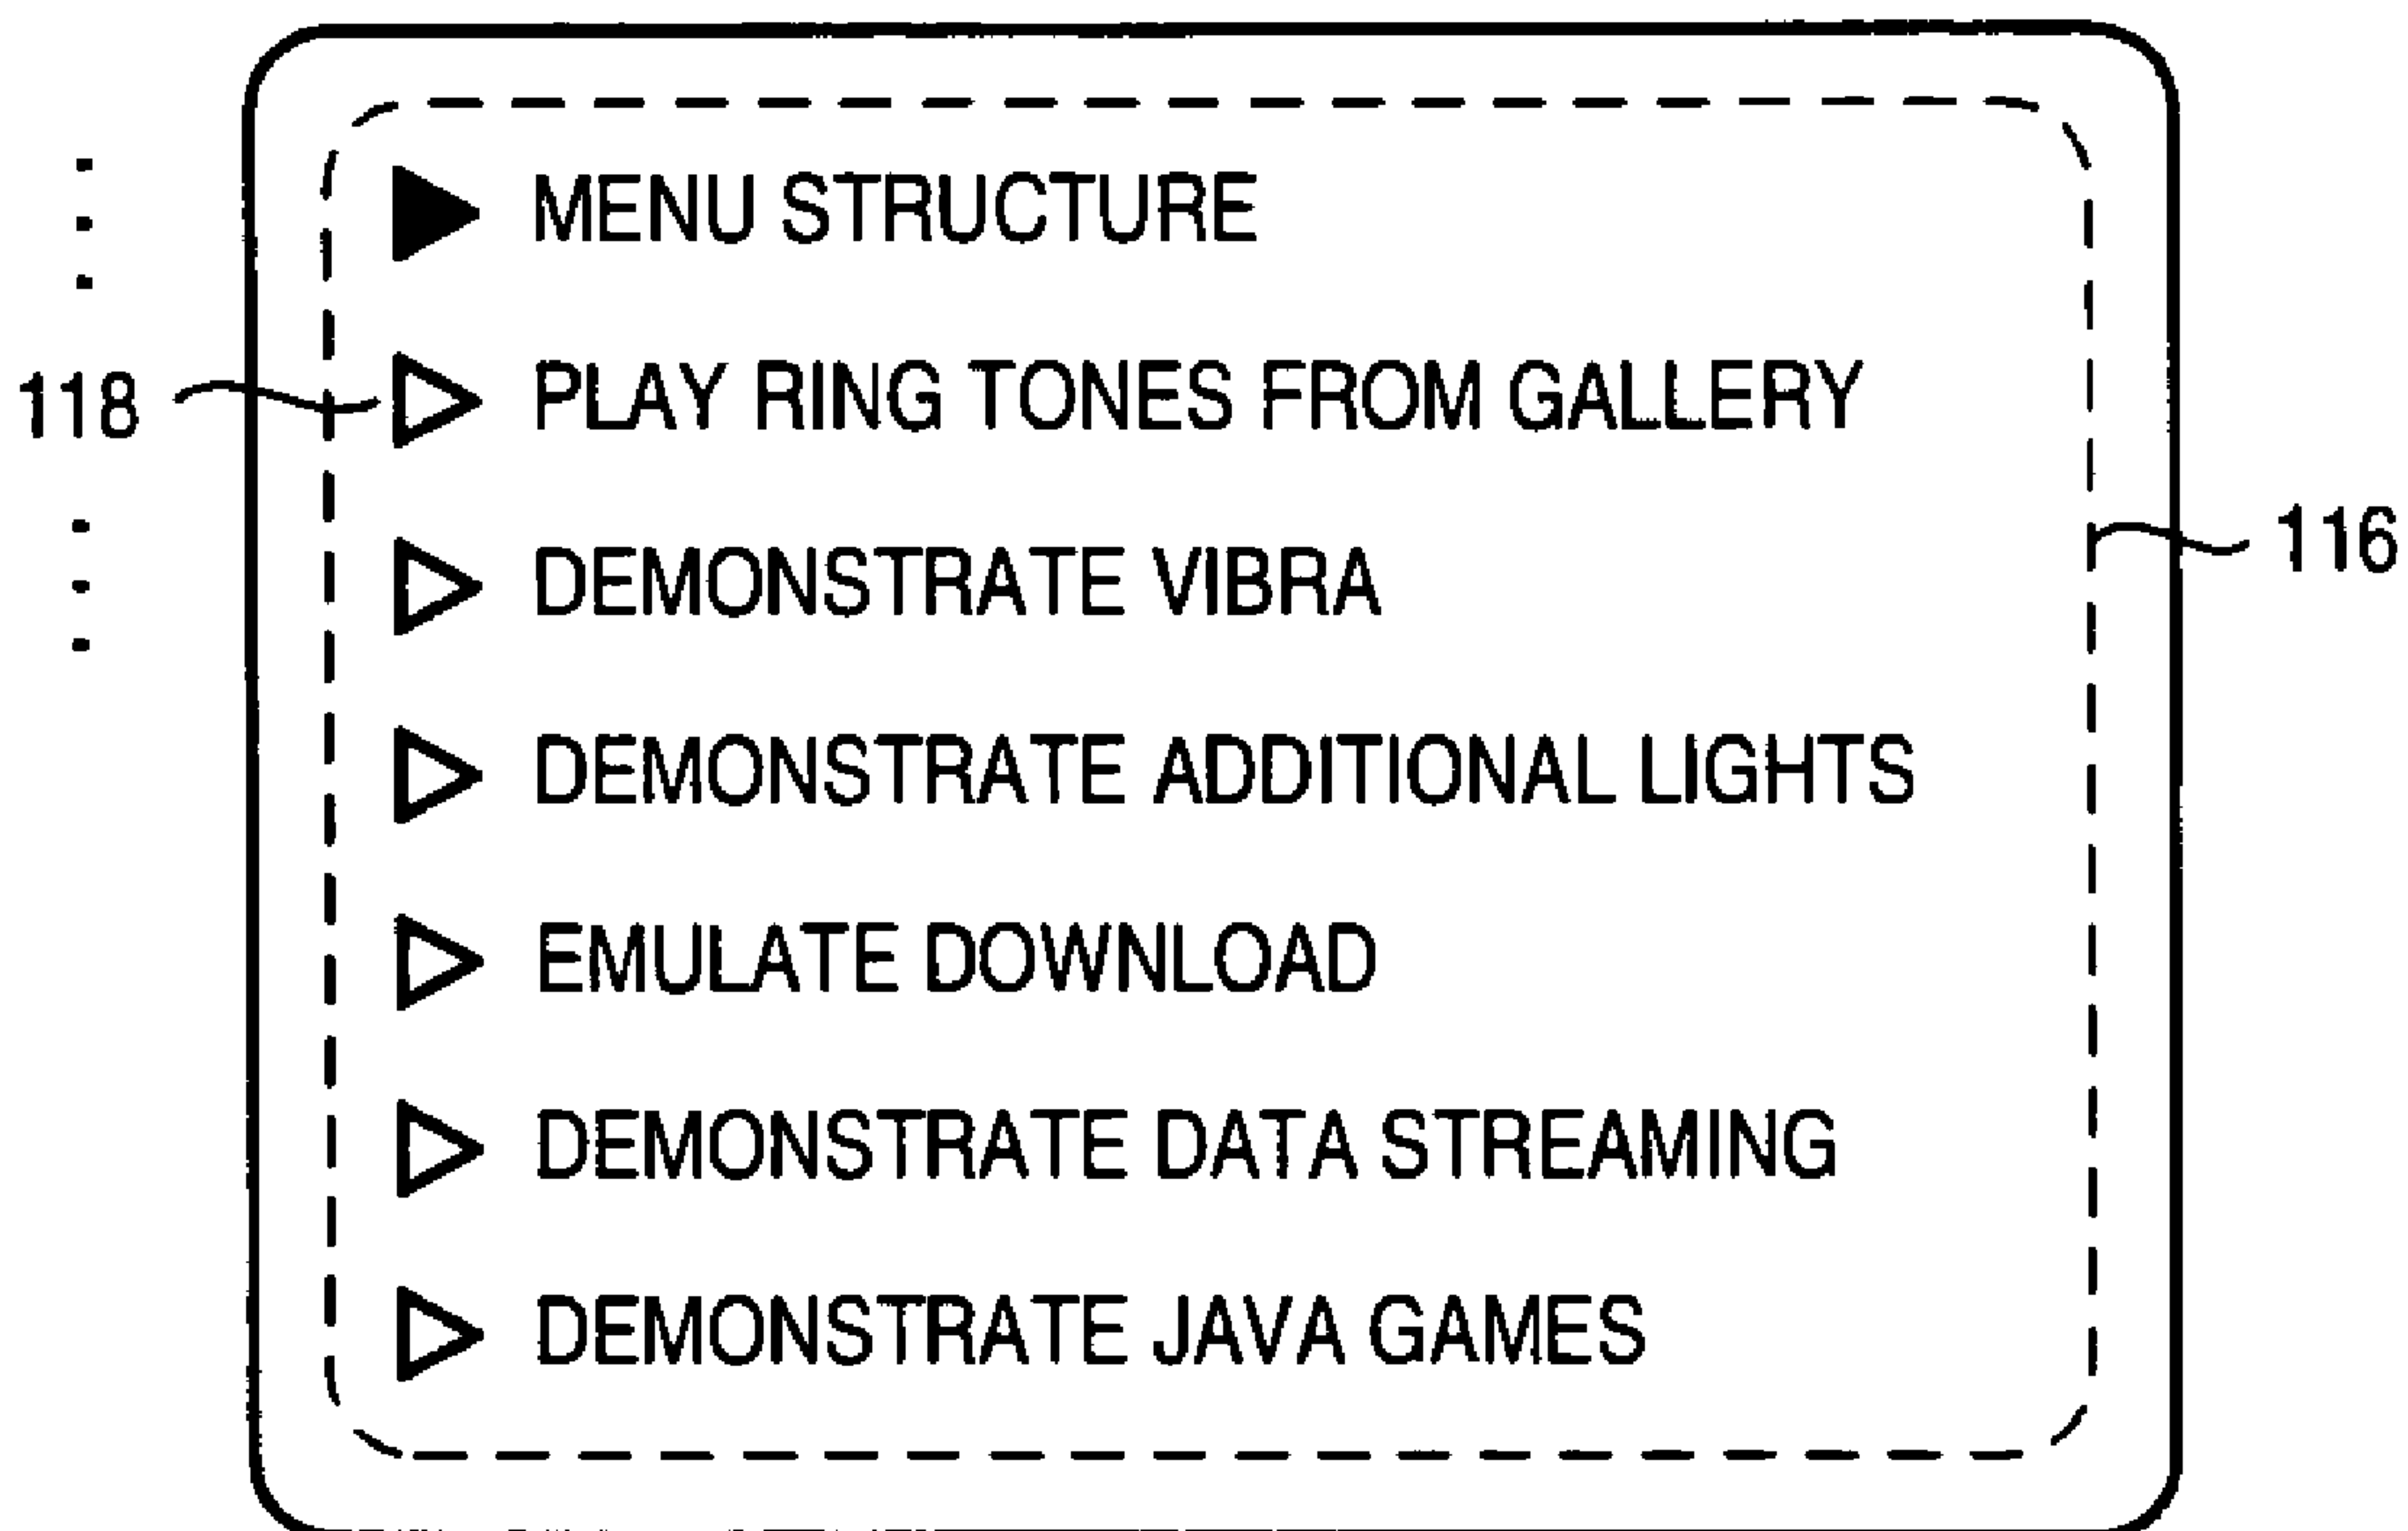 MENU STRUCTURE
118
PLAY RING TONES FROM GALLERY
116
DEMONSTRATE VIBRA
DEMONSTRATE ADDITIONAL LIGHTS
EMULATE DOWNLOAD
DEMONSTRATE DATA STREAMING
DEMONSTRATE JAVA GAMES